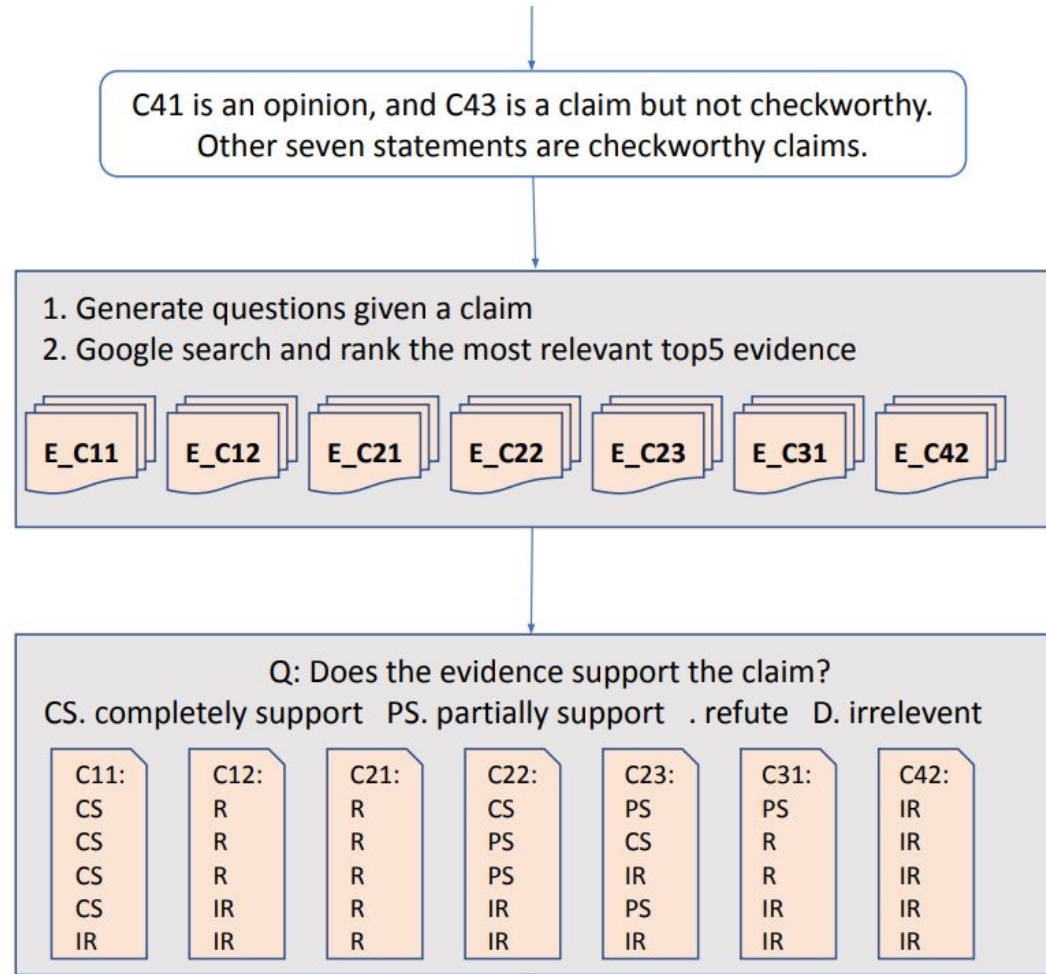 C41 is an opinion, and C43 is a claim but not checkworthy.
Other seven statements are checkworthy claims.
1. Generate questions given a claim
2. Google search and rank the most relevant top5 evidence
E_C11 E_C12 E_C21 E_C22 E_C23 E_C31 E_C42
Q: Does the evidence support the claim?
CS. completely support PS. partially support . refute D. irrelevent
C11:
CS
CS
CS
CS
IR
C12:
R
R
R
IR
IR
C21:
R
R
R
R
R
C22:
CS
PS
PS
IR
IR
C23:
PS
CS
IR
PS
IR
C31:
PS
R
R
IR
IR
C42:
IR
IR
IR
IR
IR